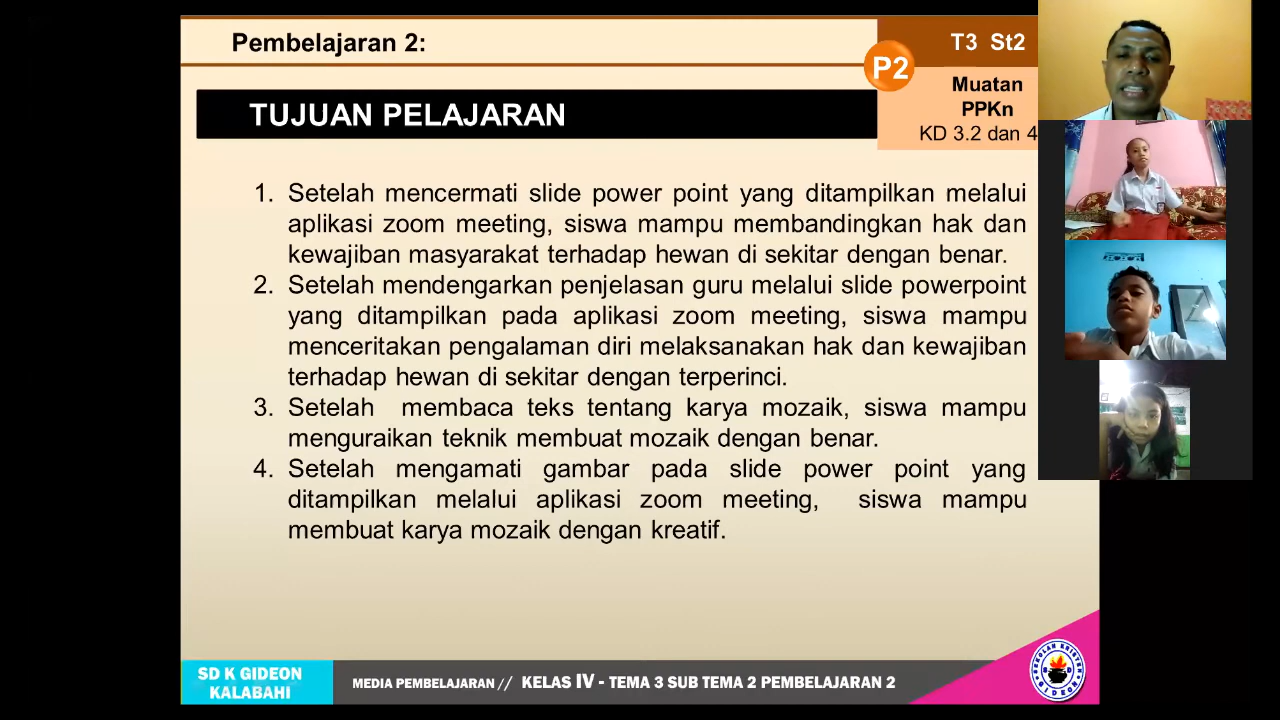 Pembelajaran 2:
T3 St2
P2
Muatan
PPKn
KD 3.2 dan 4
TUJUAN PELAJARAN
1. Setelah mencermati slide power point yang ditampilkan melalui
aplikasi zoom meeting, siswa mampu membandingkan hak dan
kewajiban masyarakat terhadap hewan di sekitar dengan benar.
2. Setelah mendengarkan penjelasan guru melalui slide powerpoint
yang ditampilkan pada aplikasi zoom meeting, siswa mampu
menceritakan pengalaman diri melaksanakan hak dan kewajiban
terhadap hewan di sekitar dengan terperinci.
3. Setelah membaca teks tentang karya mozaik, siswa mampu
menguraikan teknik membuat mozaik dengan benar.
4. Setelah mengamati gambar pada slide power point yang
ditampilkan melalui aplikasi zoom meeting, siswa mampu
membuat karya mozaik dengan kreatif.
SD K GIDEON
KALABAHI
MEDIA PEMBELAJARAN // KELAS IV - TEMA 3 SUB TEMA 2 PEMBELAJARAN 2
SEKOLAH KRISTEN
GIDEON